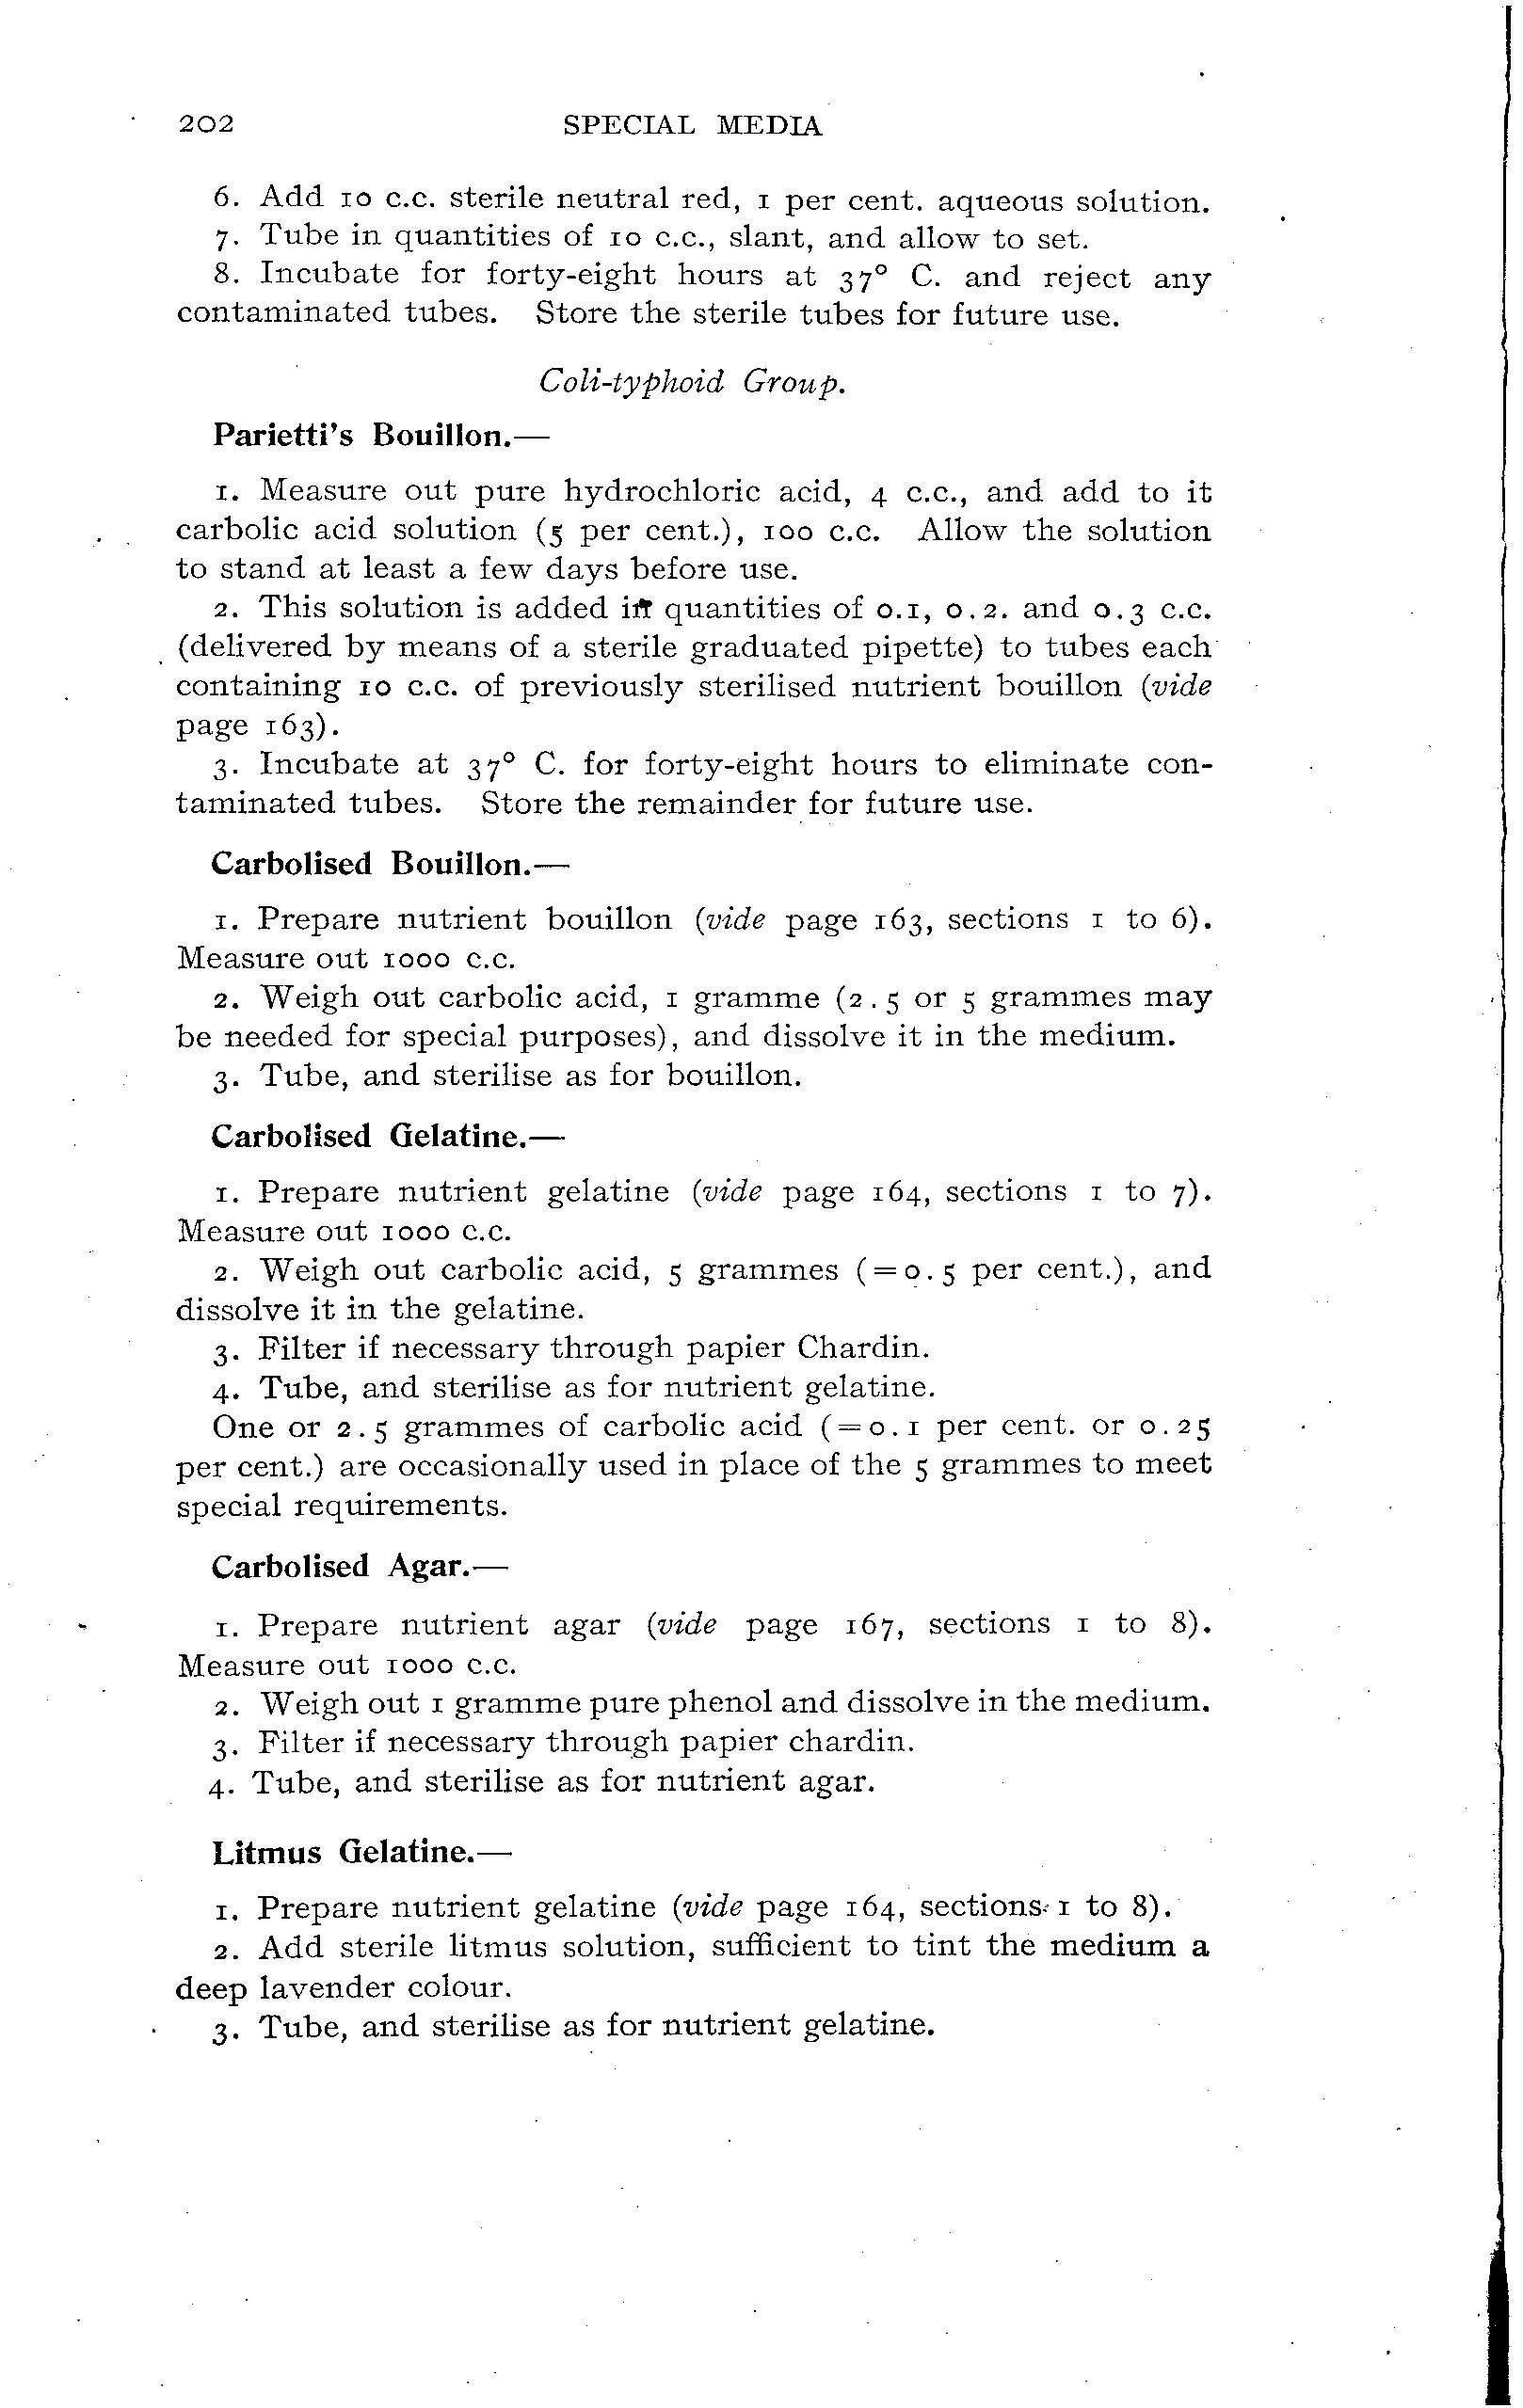 202 SPECIAL MEDIA
6. Add 10 c.c. sterile neutral red, 1 per cent. aqueous solution.
7. Tube in quantities of 10 c.c., slant, and allow to set.
8. Incubate for forty-eight hours at 37° C. and reject any
contaminated tubes. Store the sterile tubes for future use.
Coli-typhoid Group.
Parietti's Bouillon.—
1. Measure out pure hydrochloric acid, 4 c.c., and add to it
carbolic acid solution (5 per cent.), 100 c.c. Allow the solution
to stand at least a few days before use.
2. This solution is added in quantities of 0.1, 0.2. and 0.3 c.c.
(delivered by means of a sterile graduated pipette) to tubes each
containing 10 c.c. of previously sterilised nutrient bouillon (vide
page 163).
3. Incubate at 37° C. for forty-eight hours to eliminate con-
taminated tubes. Store the remainder for future use.
Carbolised Bouillon.—
1. Prepare nutrient bouillon (vide page 163, sections 1 to 6).
Measure out 1000 c.c.
2. Weigh out carbolic acid, 1 gramme (2.5 or 5 grammes may
be needed for special purposes), and dissolve it in the medium.
3. Tube, and sterilise as for bouillon.
Carbolised Gelatine.—
1. Prepare nutrient gelatine (vide page 164, sections 1 to 7).
Measure out 1000 c.c.
2. Weigh out carbolic acid, 5 grammes (=0.5 per cent.), and
dissolve it in the gelatine.
3. Filter if necessary through papier Chardin.
4. Tube, and sterilise as for nutrient gelatine.
One or 2.5 grammes of carbolic acid (=0.1 per cent. or 0.25
per cent.) are occasionally used in place of the 5 grammes to meet
special requirements.
Carbolised Agar.—
1. Prepare nutrient agar (vide page 167, sections 1 to 8).
Measure out 1000 c.c.
2. Weigh out 1 gramme pure phenol and dissolve in the medium.
3. Filter if necessary through papier chardin.
4. Tube, and sterilise as for nutrient agar.
Litmus Gelatine.—
1. Prepare nutrient gelatine (vide page 164, sections 1 to 8).
2. Add sterile litmus solution, sufficient to tint the medium a
deep lavender colour.
3. Tube, and sterilise as for nutrient gelatine.